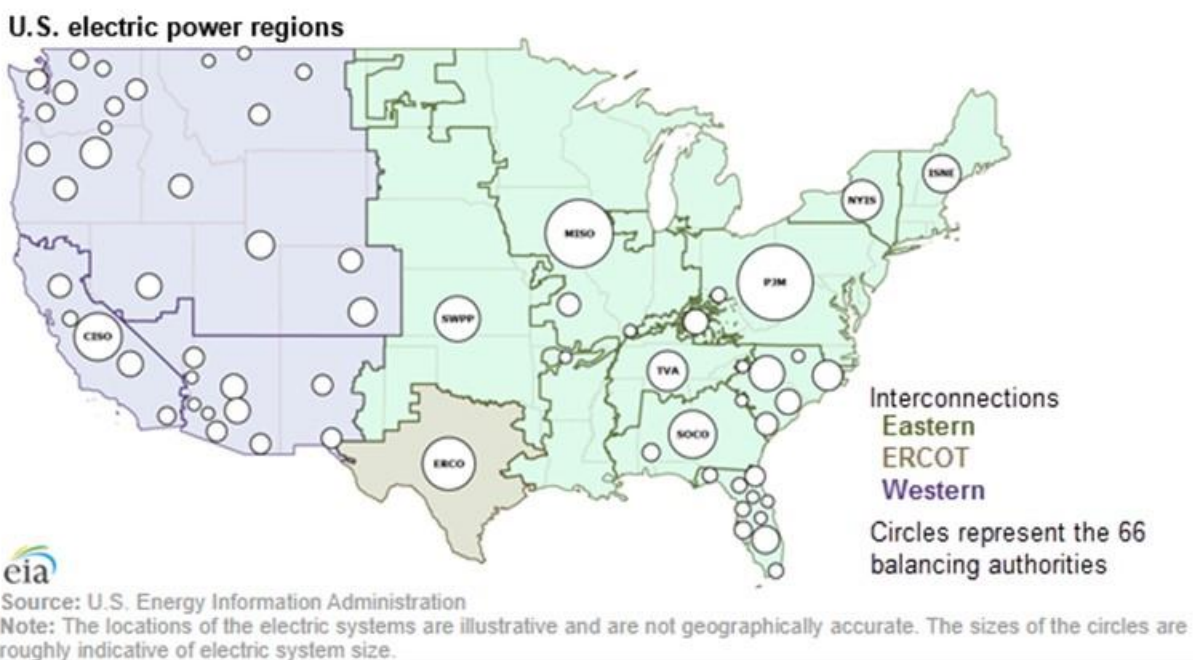 U.S. electric power regions
ISNE
NYIS
MISO
PJM
SWPP
CISO
TVA
SOCO
ERCO
Interconnections
Eastern
ERCOT
Western
Circles represent the 66
balancing authorities
eia
Source: U.S. Energy Information Administration
Note: The locations of the electric systems are illustrative and are not geographically accurate. The sizes of the circles are
roughly indicative of electric system size.